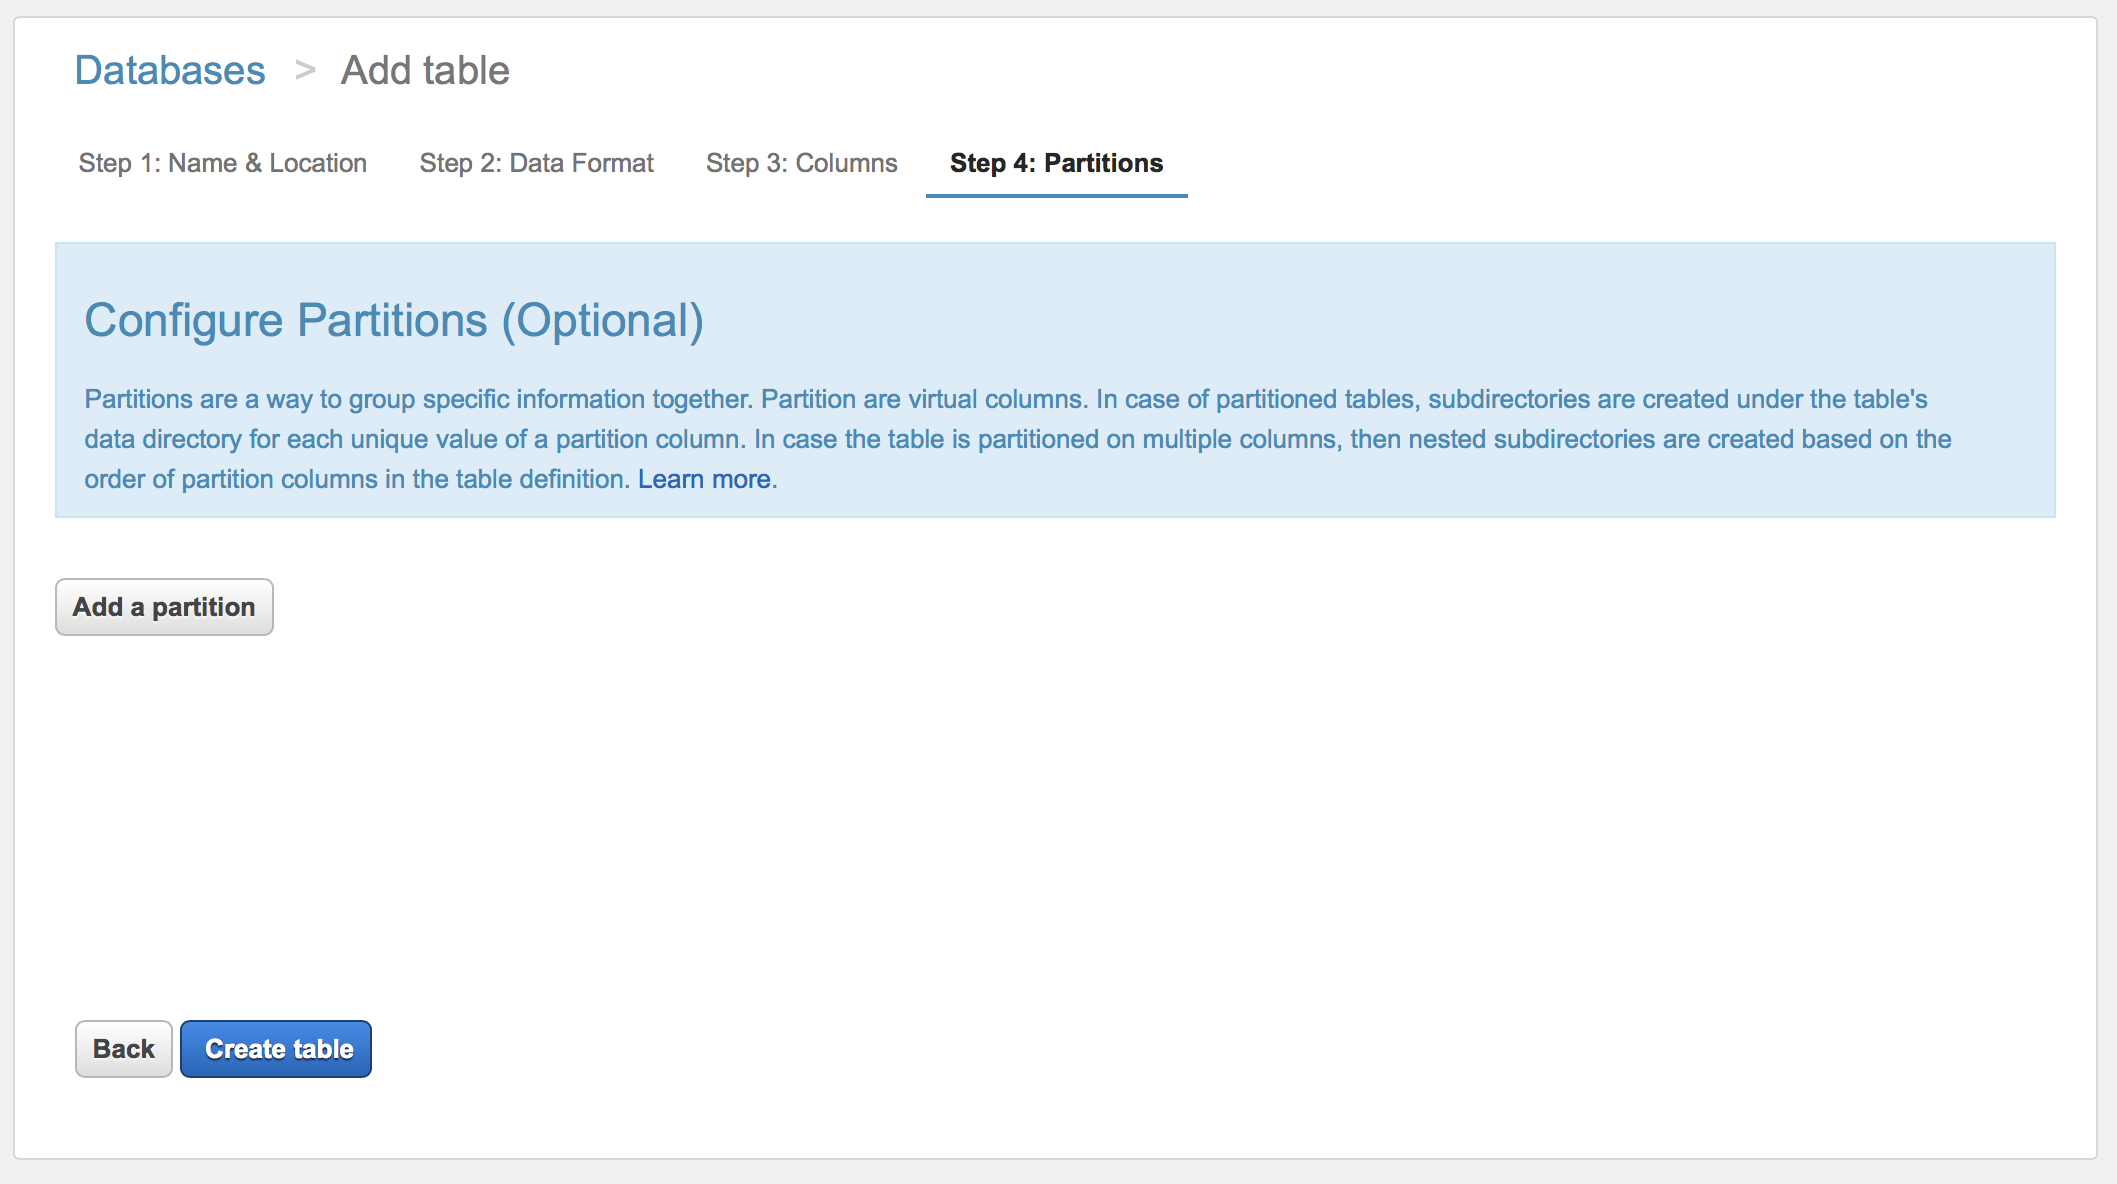 Databases > Add table
Step 1: Name & Location Step 2: Data Format Step 3: Columns Step 4: Partitions
Configure Partitions (Optional)
Partitions are a way to group specific information together. Partition are virtual columns. In case of partitioned tables, subdirectories are created under the table's
data directory for each unique value of a partition column. In case the table is partitioned on multiple columns, then nested subdirectories are created based on the
order of partition columns in the table definition. Learn more.
Add a partition
Back Create table